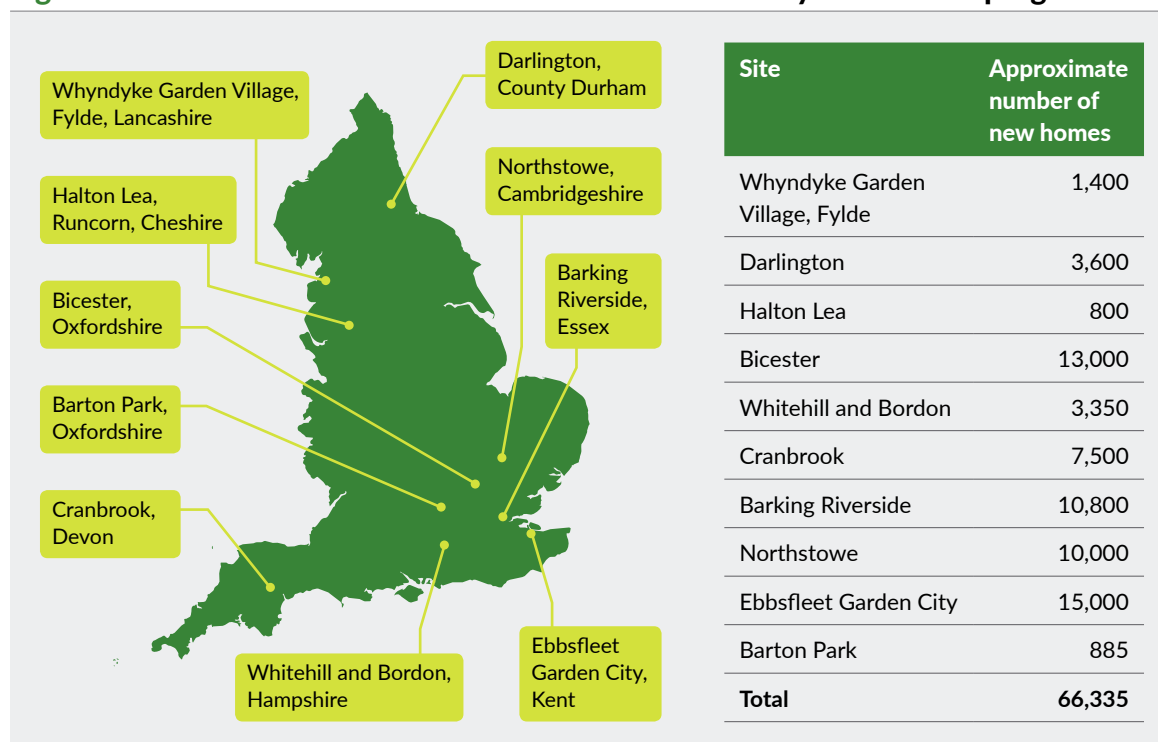 Whyndyke Garden Village,
Fylde, Lancashire
Halton Lea,
Runcorn, Cheshire
Bicester,
Oxfordshire
Barton Park,
Oxfordshire
Cranbrook,
Devon
Darlington,
County Durham
Northstowe,
Cambridgeshire
Barking
Riverside,
Essex
Whitehill and Bordon,
Hampshire
Ebbsfleet
Garden City,
Kent
Site Approximate
number of
new homes
Whyndyke Garden 1,400
Village, Fylde
Darlington 3,600
Halton Lea 800
Bicester 13,000
Whitehill and Bordon 3,350
Cranbrook 7,500
Barking Riverside 10,800
Northstowe 10,000
Ebbsfleet Garden City 15,000
Barton Park 885
Total 66,335